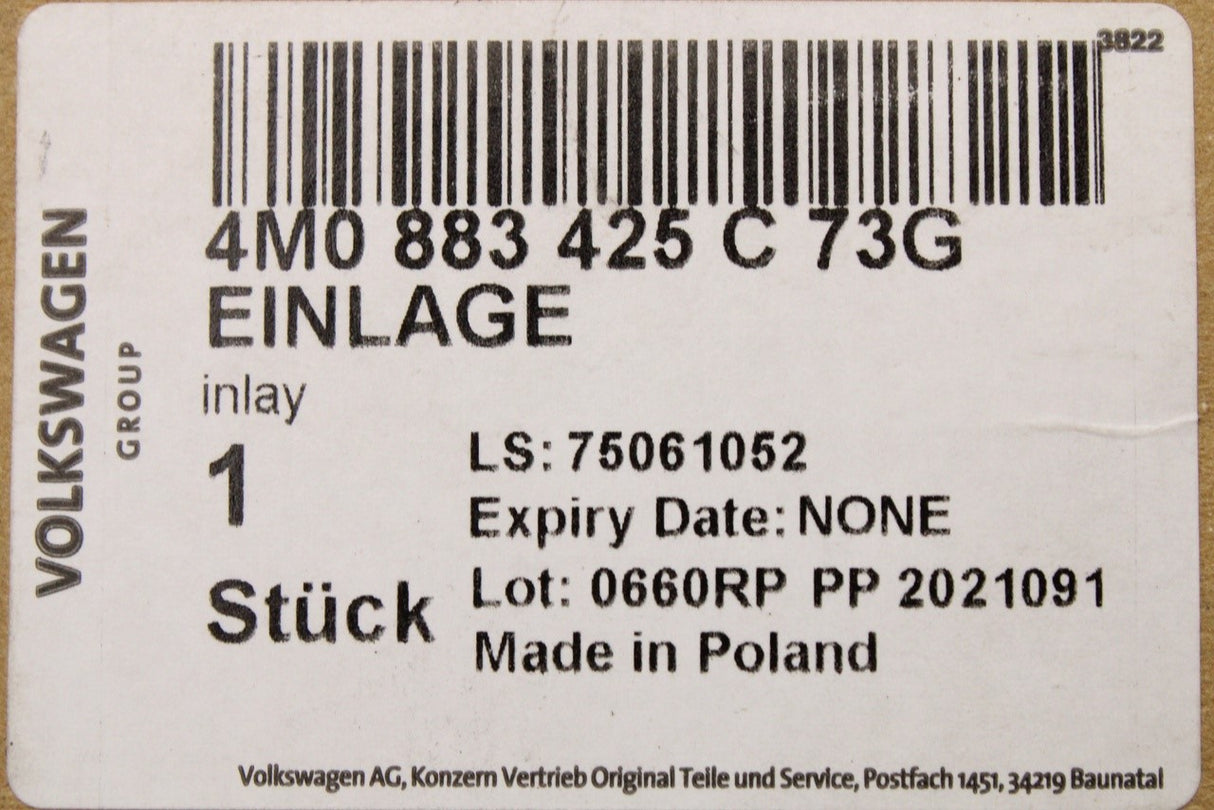 3822
4M0 883 425 C 73G
EINLAGE
inlay
1
Stück
LS: 75061052
Expiry Date: NONE
Lot: 0660RP PP 2021091
Made in Poland
VOLKSWAGEN
GROUP
Volkswagen AG, Konzern Vertrieb Original Teile und Service, Postfach 1451, 34219 Baunatal